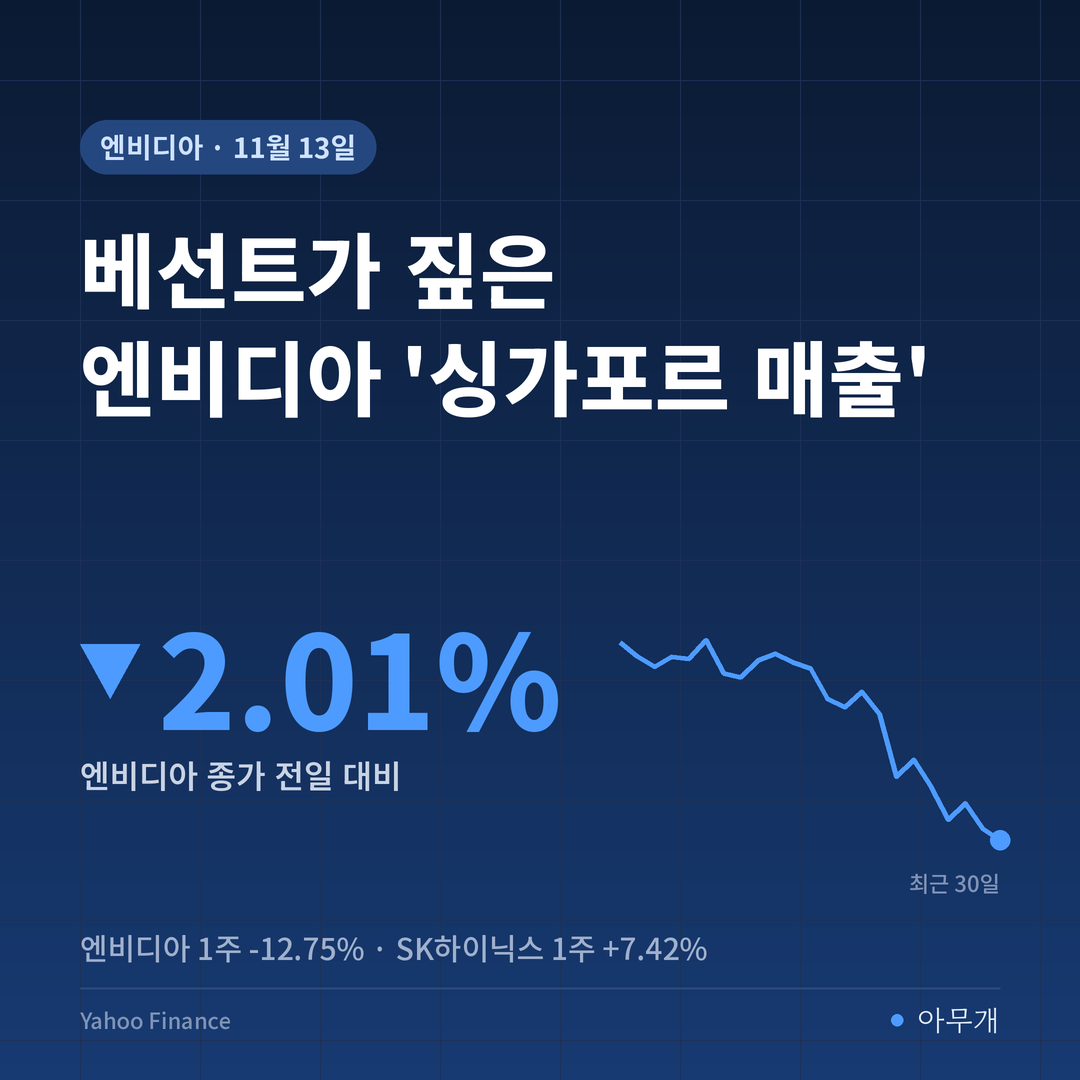 엔비디아 · 11월 13일
베선트가 짚은
엔비디아 '싱가포르 매출'
▼2.01%
엔비디아 종가 전일 대비
최근 30일
엔비디아 1주 -12.75% · SK하이닉스 1주 +7.42%
Yahoo Finance
아무개